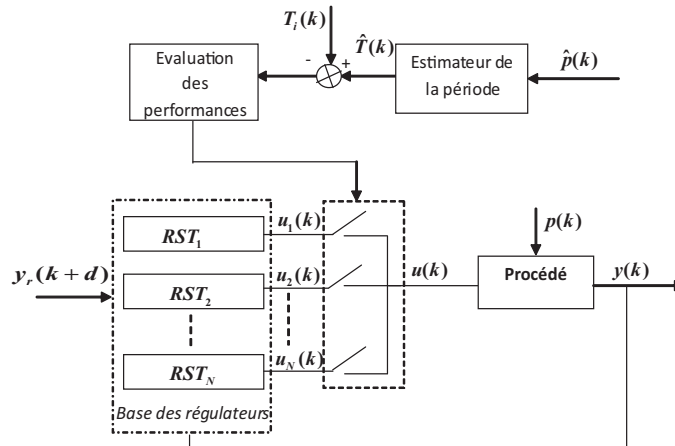 T_i(k)
Evaluation
des
performances
-
+
T̂(k)
Estimateur de
la période
p̂(k)
y_r(k+d)
RST_1
u_1(k)
RST_2
u_2(k)
RST_N
u_N(k)
Base des régulateurs
u(k)
p(k)
Procédé
y(k)